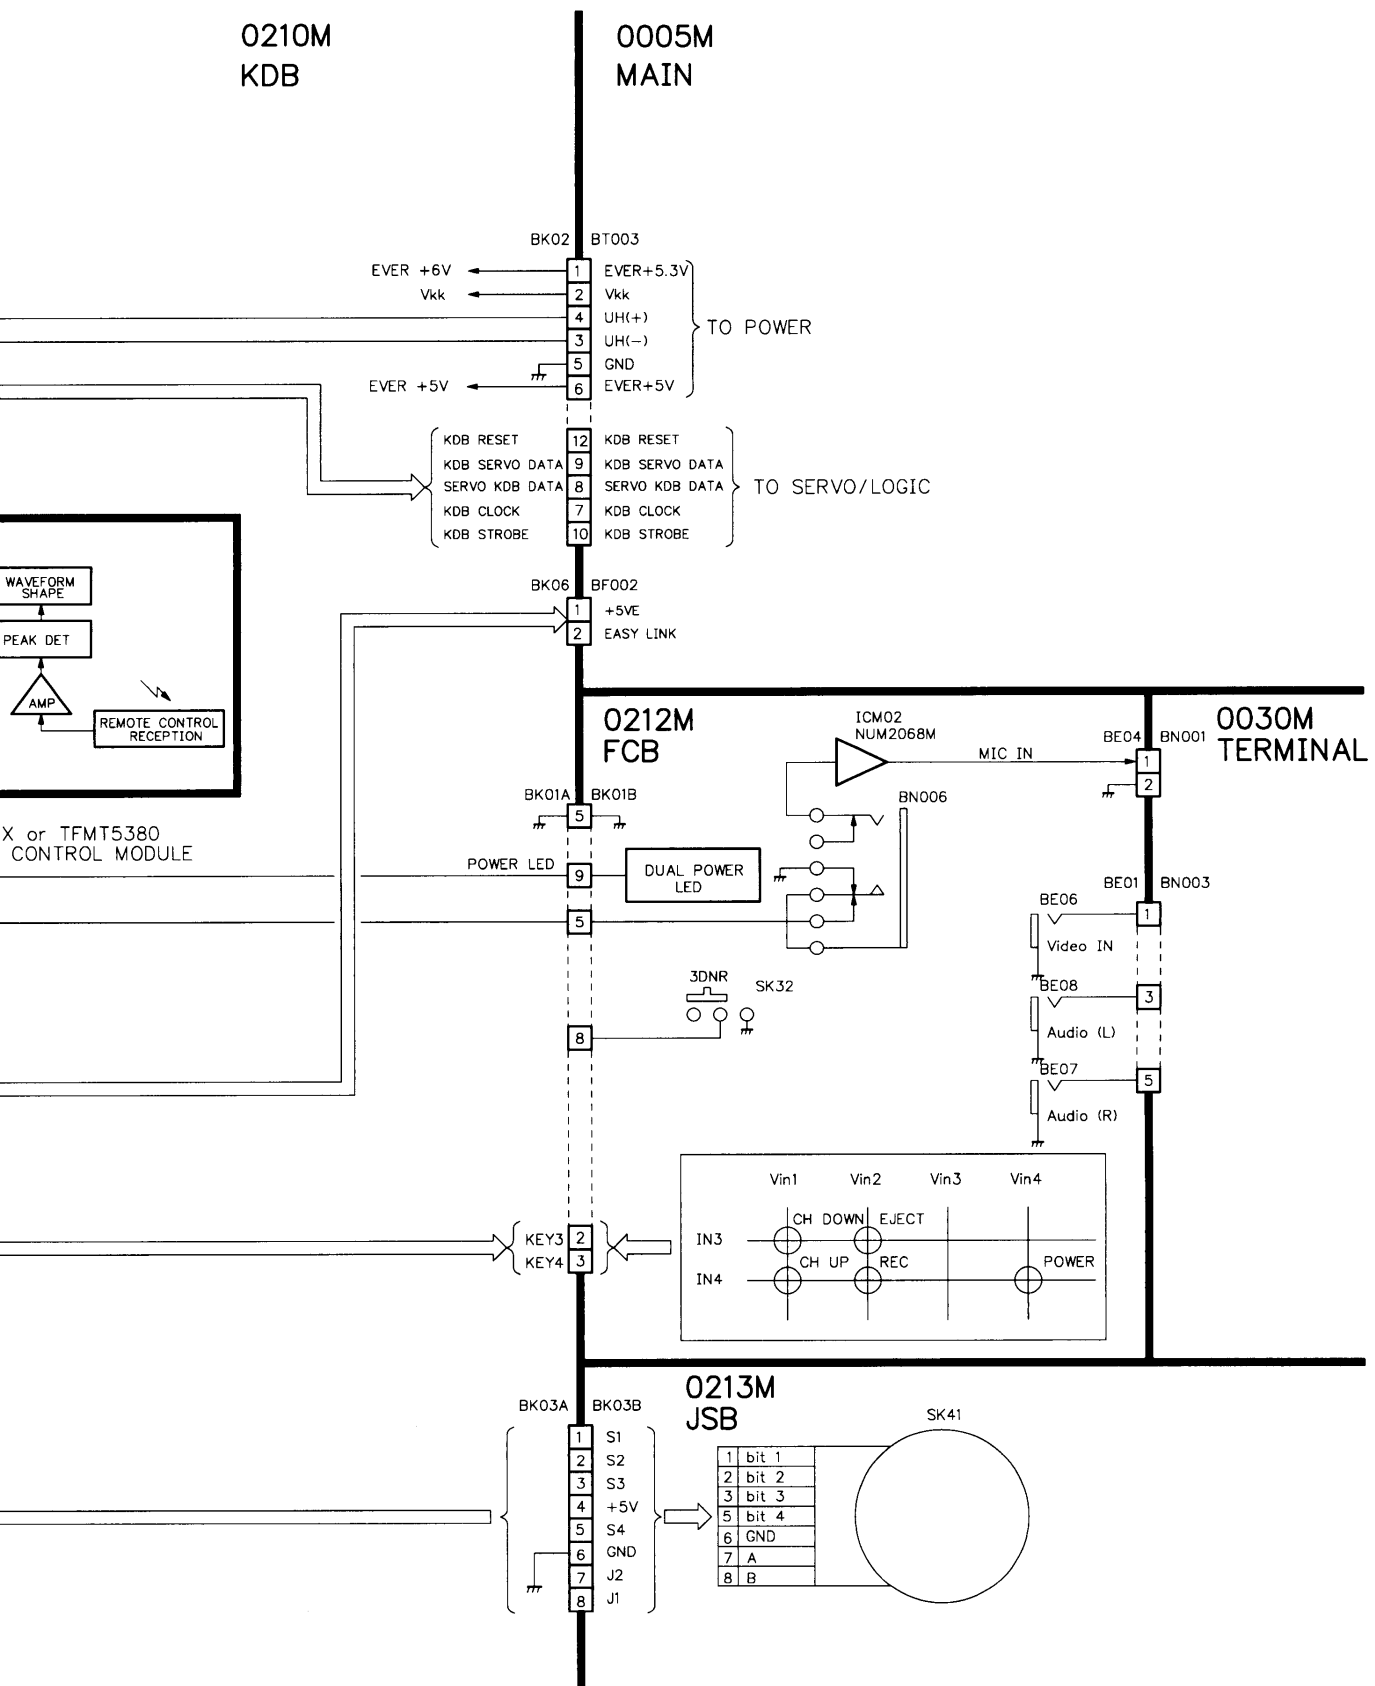 0210M
KDB
0005M
MAIN
BK02 BT003
EVER +6V 1 EVER+5.3V
Vkk 2 Vkk
4 UH(+)
3 UH(−)
5 GND
EVER +5V 6 EVER+5V
TO POWER
KDB RESET 12 KDB RESET
KDB SERVO DATA 9 KDB SERVO DATA
SERVO KDB DATA 8 SERVO KDB DATA
KDB CLOCK 7 KDB CLOCK
KDB STROBE 10 KDB STROBE
TO SERVO/LOGIC
WAVEFORM
SHAPE
PEAK DET
AMP
REMOTE CONTROL
RECEPTION
X or TFMT5380
CONTROL MODULE
BK06 BF002
1 +5VE
2 EASY LINK
0212M
FCB
ICM02
NUM2068M
MIC IN
BE04 BN001
1
2
0030M
TERMINAL
BK01A BK01B
5
BN006
POWER LED 9
DUAL POWER
LED
5
BE01 BN003
BE06
1
Video IN
BE08
3
Audio (L)
BE07
5
Audio (R)
3DNR SK32
8
Vin1 Vin2 Vin3 Vin4
CH DOWN EJECT
IN3
CH UP REC POWER
IN4
KEY3 2
KEY4 3
0213M
JSB
BK03A BK03B
1 S1
2 S2
3 S3
4 +5V
5 S4
6 GND
7 J2
8 J1
SK41
1 bit 1
2 bit 2
3 bit 3
5 bit 4
6 GND
7 A
8 B